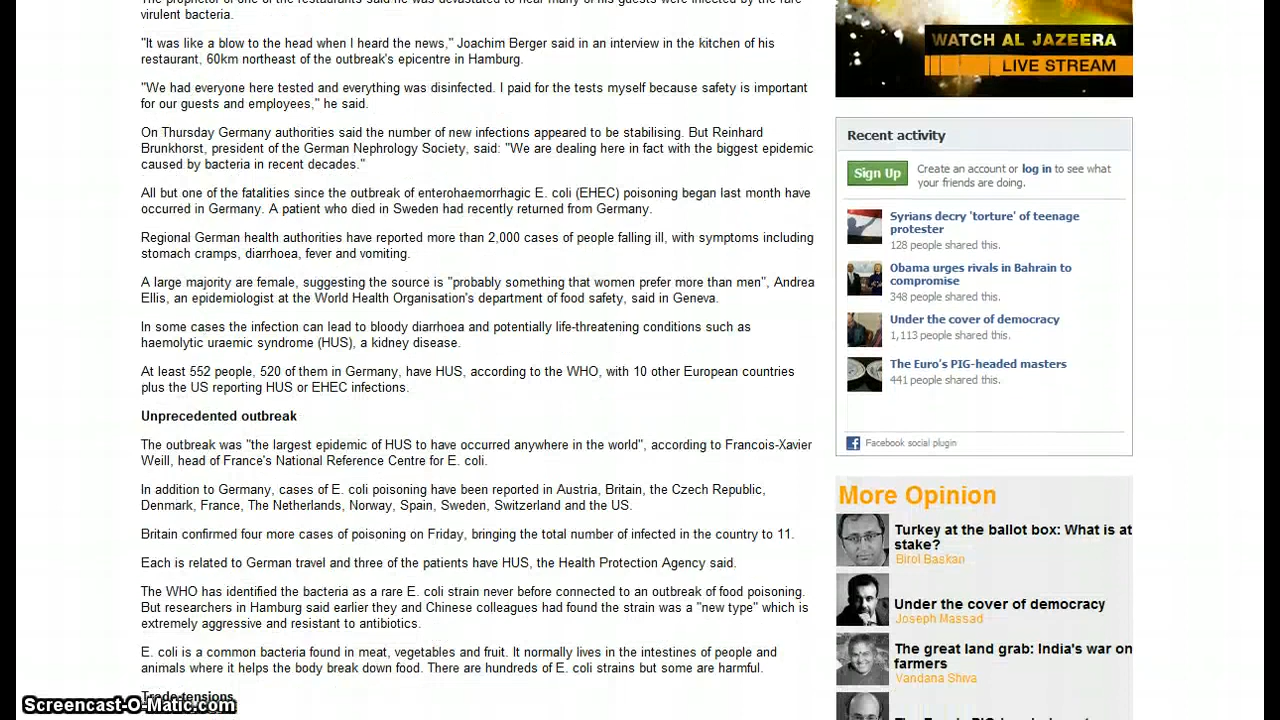 virulent bacteria.
"It was like a blow to the head when I heard the news," Joachim Berger said in an interview in the kitchen of his
restaurant, 60km northeast of the outbreak's epicentre in Hamburg.
"We had everyone here tested and everything was disinfected. I paid for the tests myself because safety is important
for our guests and employees," he said.
On Thursday Germany authorities said the number of new infections appeared to be stabilising. But Reinhard
Brunkhorst, president of the German Nephrology Society, said: "We are dealing here in fact with the biggest epidemic
caused by bacteria in recent decades."
All but one of the fatalities since the outbreak of enterohaemorrhagic E. coli (EHEC) poisoning began last month have
occurred in Germany. A patient who died in Sweden had recently returned from Germany.
Regional German health authorities have reported more than 2,000 cases of people falling ill, with symptoms including
stomach cramps, diarrhoea, fever and vomiting.
A large majority are female, suggesting the source is "probably something that women prefer more than men", Andrea
Ellis, an epidemiologist at the World Health Organisation's department of food safety, said in Geneva.
In some cases the infection can lead to bloody diarrhoea and potentially life-threatening conditions such as
haemolytic uraemic syndrome (HUS), a kidney disease.
At least 552 people, 520 of them in Germany, have HUS, according to the WHO, with 10 other European countries
plus the US reporting HUS or EHEC infections.
Unprecedented outbreak
The outbreak was "the largest epidemic of HUS to have occurred anywhere in the world", according to Francois-Xavier
Weill, head of France's National Reference Centre for E. coli.
In addition to Germany, cases of E. coli poisoning have been reported in Austria, Britain, the Czech Republic,
Denmark, France, The Netherlands, Norway, Spain, Sweden, Switzerland and the US.
Britain confirmed four more cases of poisoning on Friday, bringing the total number of infected in the country to 11.
Each is related to German travel and three of the patients have HUS, the Health Protection Agency said.
The WHO has identified the bacteria as a rare E. coli strain never before connected to an outbreak of food poisoning.
But researchers in Hamburg said earlier they and Chinese colleagues had found the strain was a "new type" which is
extremely aggressive and resistant to antibiotics.
E. coli is a common bacteria found in meat, vegetables and fruit. It normally lives in the intestines of people and
animals where it helps the body break down food. There are hundreds of E. coli strains but some are harmful.
Trade tensions
Screencast-O-Matic.com
WATCH AL JAZEERA
LIVE STREAM
Recent activity
Sign Up
Create an account or log in to see what
your friends are doing.
Syrians decry 'torture' of teenage
protester
128 people shared this.
Obama urges rivals in Bahrain to
compromise
348 people shared this.
Under the cover of democracy
1,113 people shared this.
The Euro's PIG-headed masters
441 people shared this.
Facebook social plugin
More Opinion
Turkey at the ballot box: What is at
stake?
Birol Baskan
Under the cover of democracy
Joseph Massad
The great land grab: India's war on
farmers
Vandana Shiva